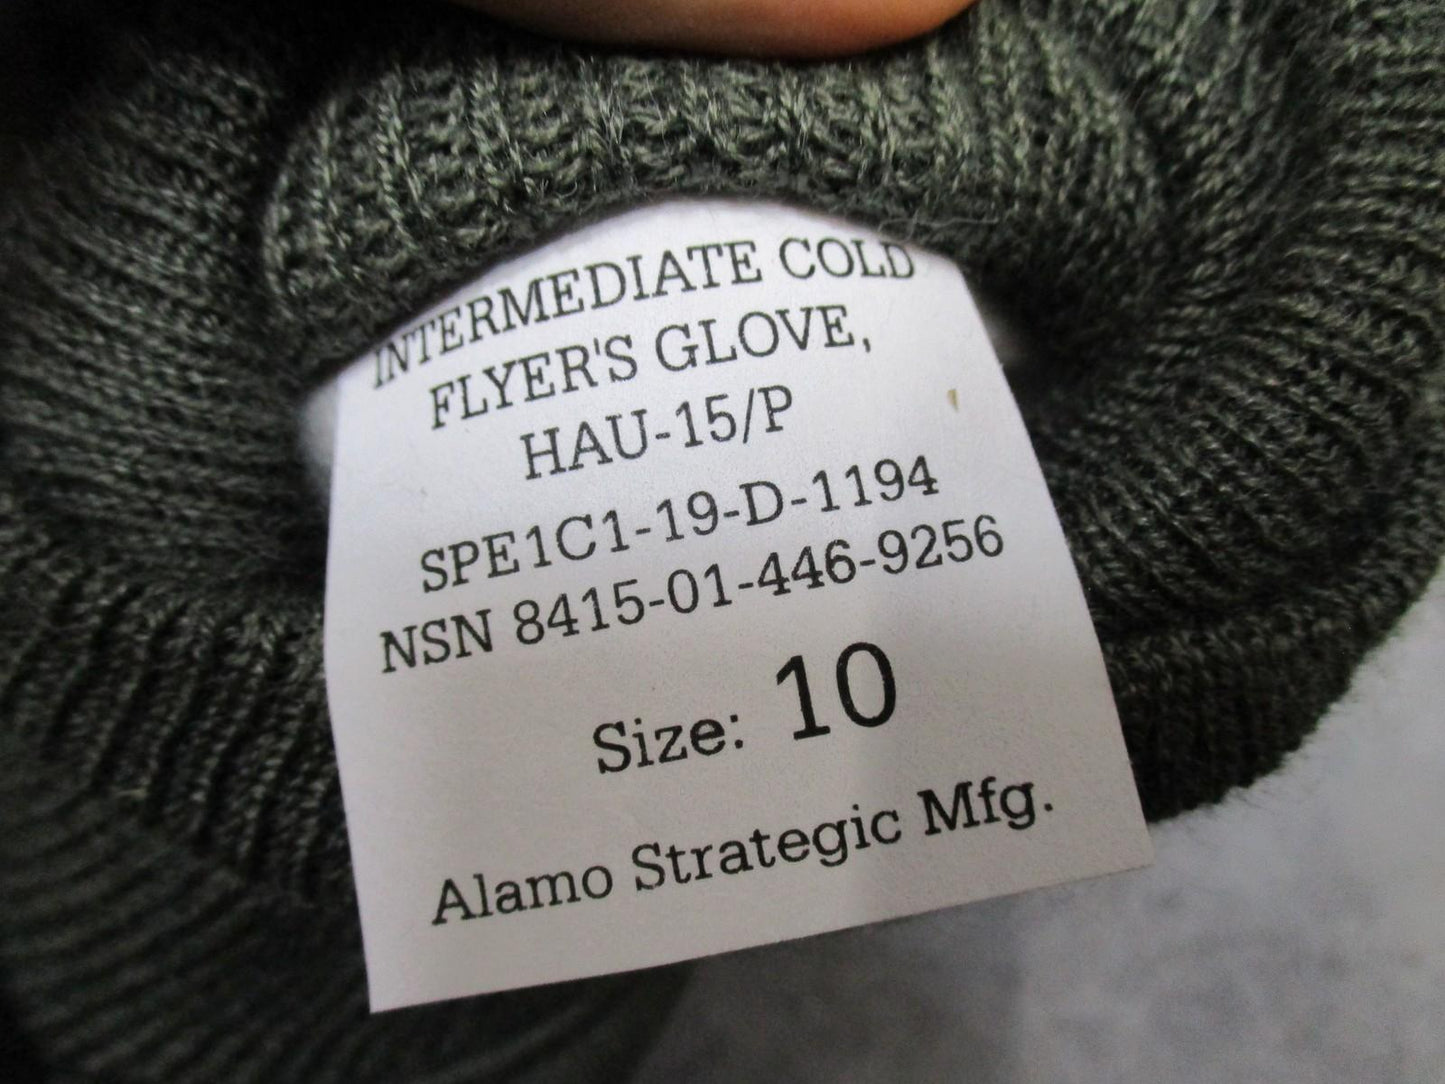 INTERMEDIATE COLD
FLYER'S GLOVE,
HAU-15/P
SPE1C1-19-D-1194
NSN 8415-01-446-9256
Size: 10
Alamo Strategic Mfg.